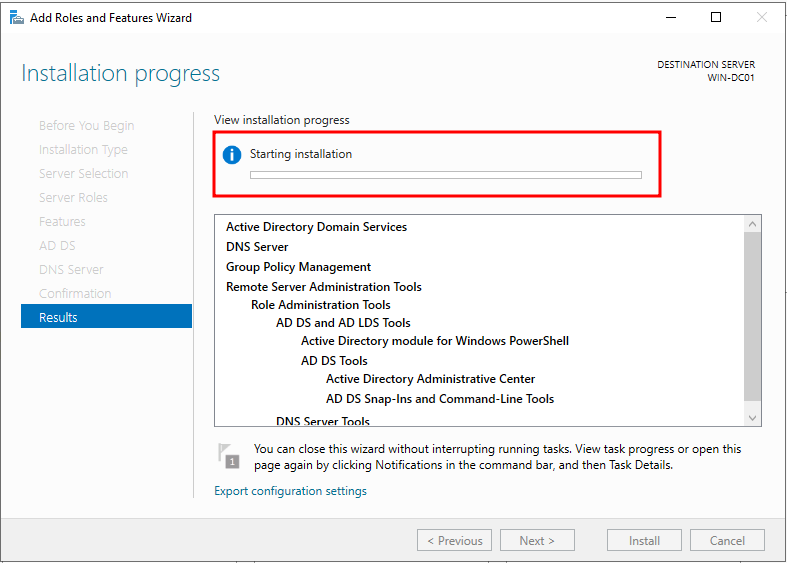 Add Roles and Features Wizard
Installation progress
DESTINATION SERVER
WIN-DC01
Before You Begin
Installation Type
Server Selection
Server Roles
Features
AD DS
DNS Server
Confirmation
Results
View installation progress
Starting installation
Active Directory Domain Services
DNS Server
Group Policy Management
Remote Server Administration Tools
Role Administration Tools
AD DS and AD LDS Tools
Active Directory module for Windows PowerShell
AD DS Tools
Active Directory Administrative Center
AD DS Snap-Ins and Command-Line Tools
DNS Server Tools
1
You can close this wizard without interrupting running tasks. View task progress or open this
page again by clicking Notifications in the command bar, and then Task Details.
Export configuration settings
< Previous
Next >
Install
Cancel